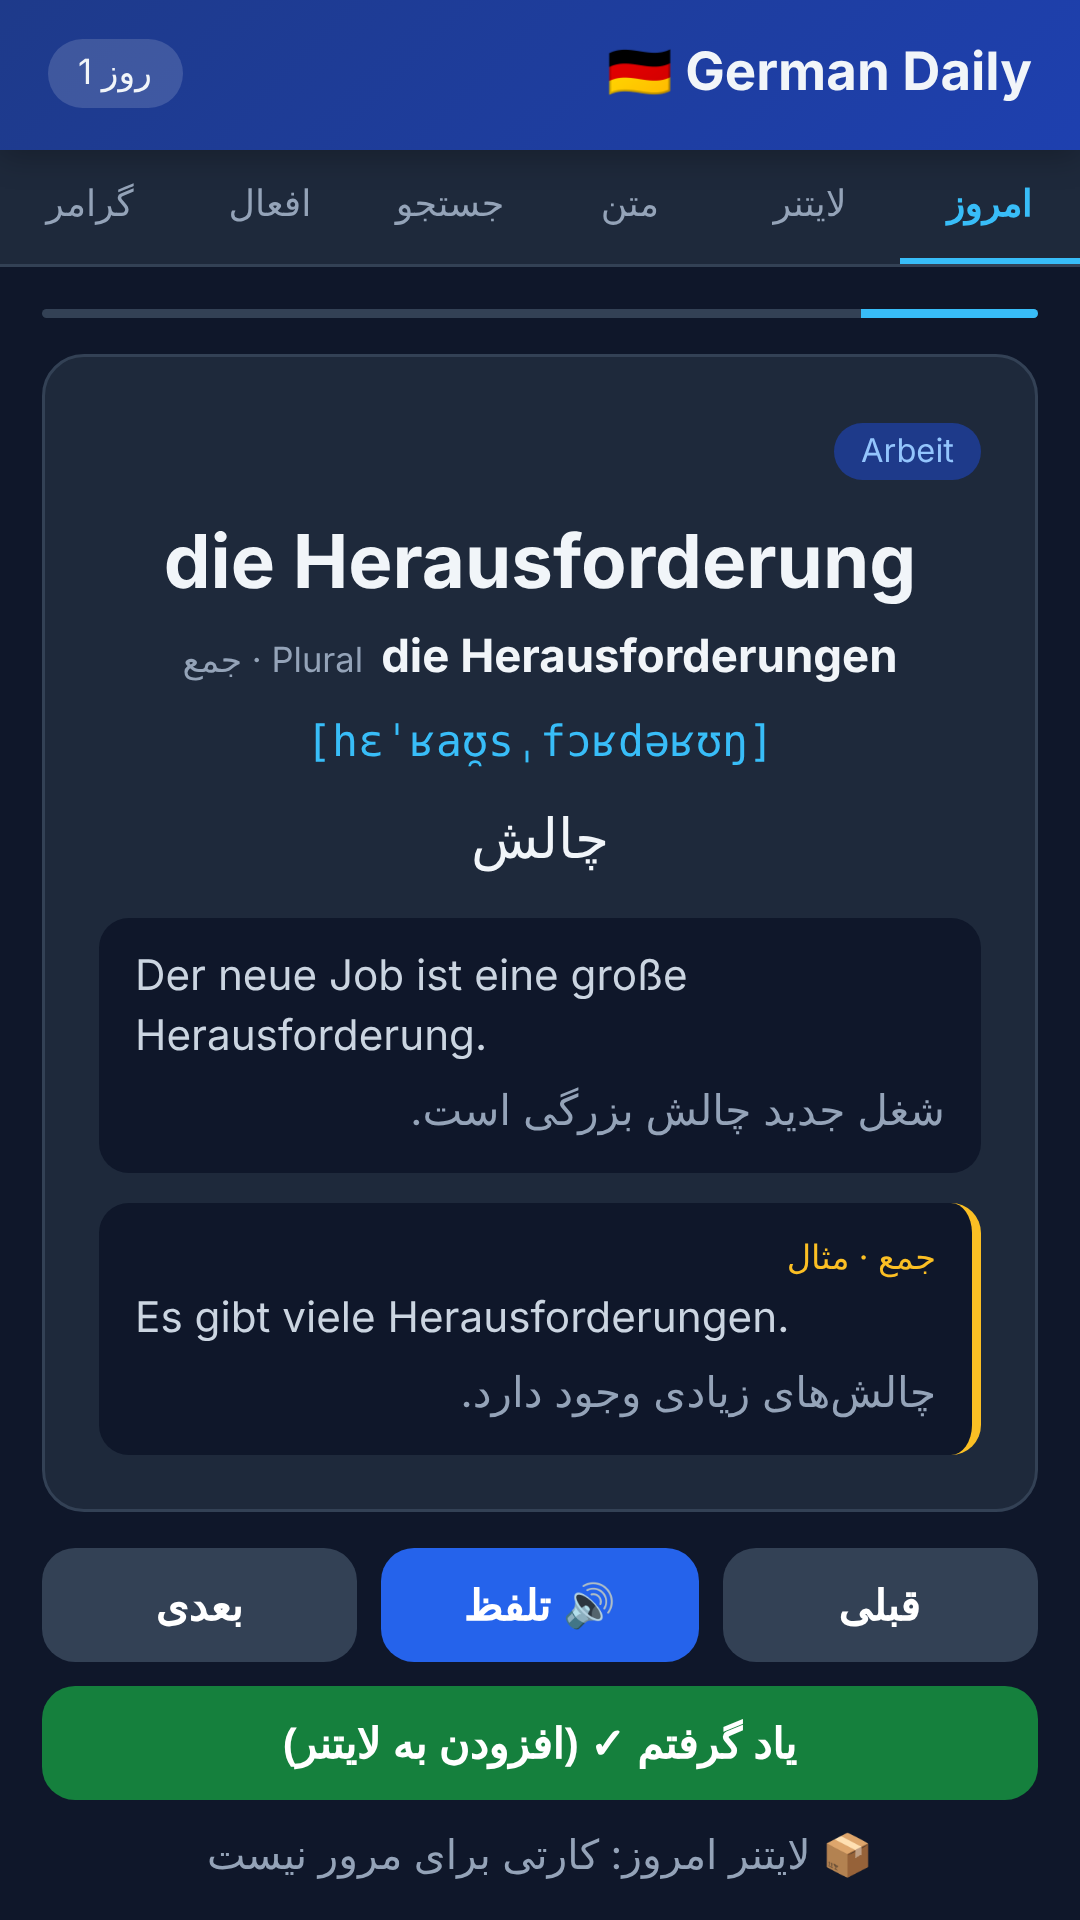 🇩🇪 German Daily
روز 1
امروز
لایتنر
متن
جستجو
افعال
گرامر
Arbeit
die Herausforderung
جمع · Plural die Herausforderungen
[hɛˈʁaʊ̯sˌfɔʁdəʁʊŋ]
چالش
Der neue Job ist eine große
Herausforderung.
شغل جدید چالش بزرگی است.
جمع · مثال
Es gibt viele Herausforderungen.
چالش‌های زیادی وجود دارد.
قبلی
🔊 تلفظ
بعدی
یاد گرفتم ✓ (افزودن به لایتنر)
📦 لایتنر امروز: کارتی برای مرور نیست